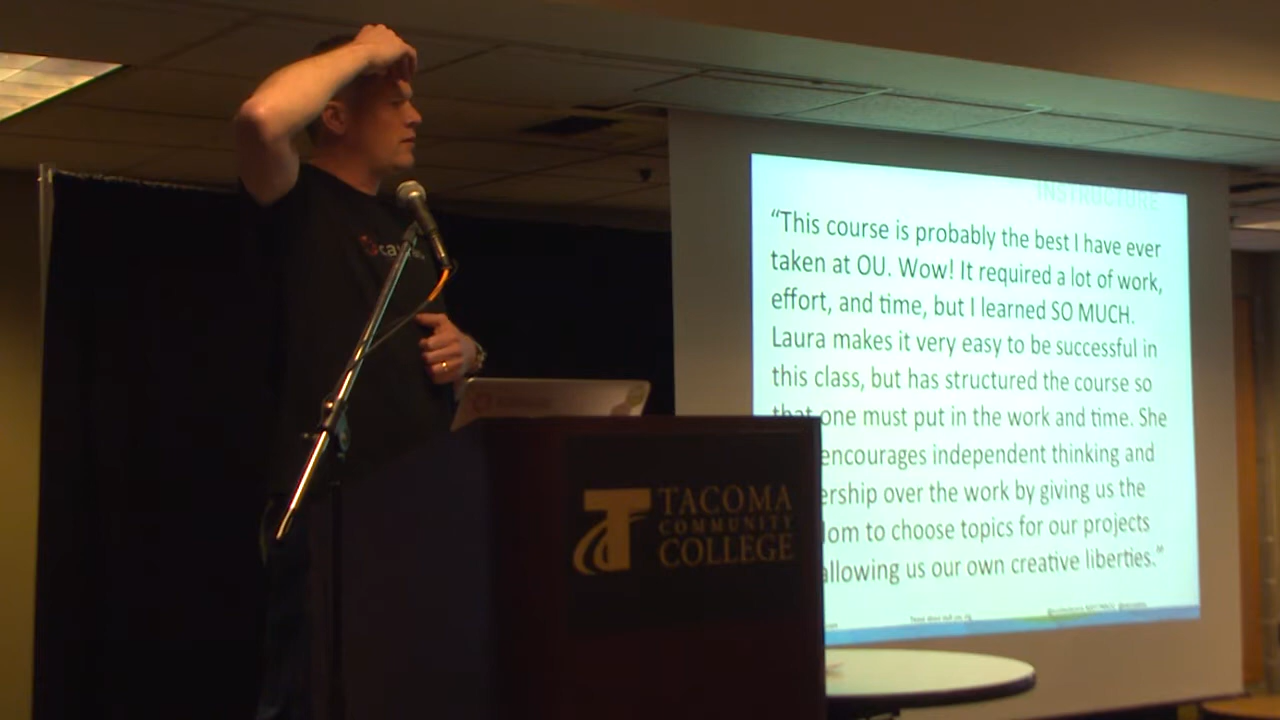 INSTRUCTURE
“This course is probably the best I have ever
taken at OU. Wow! It required a lot of work,
effort, and time, but I learned SO MUCH.
Laura makes it very easy to be successful in
this class, but has structured the course so
that one must put in the work and time. She
encourages independent thinking and
ership over the work by giving us the
dom to choose topics for our projects
allowing us our own creative liberties.”
TACOMA
COMMUNITY
COLLEGE